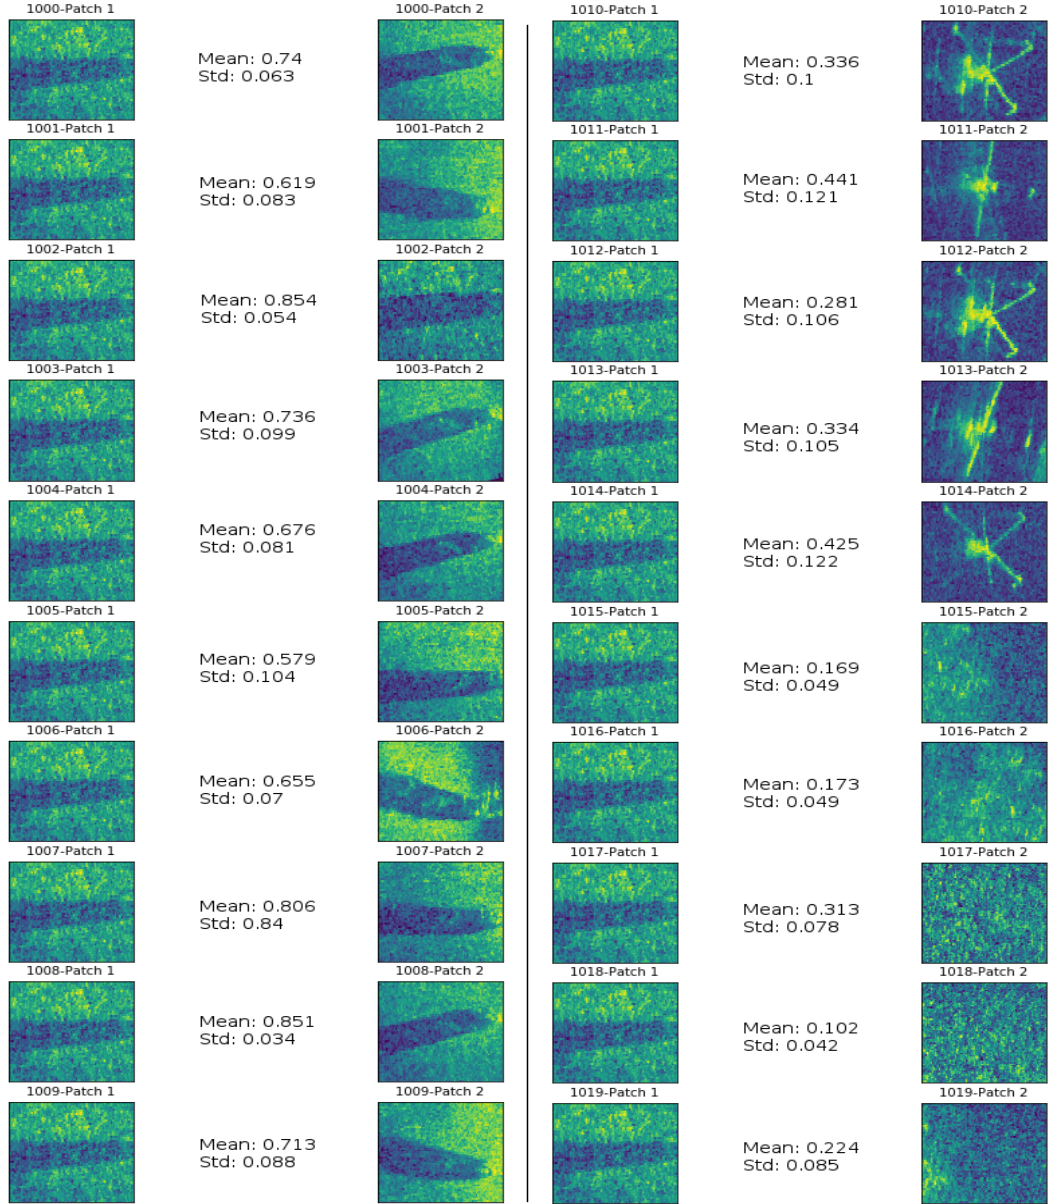 1000-Patch 1
1000-Patch 2
Mean: 0.74
Std: 0.063
1001-Patch 1
1001-Patch 2
Mean: 0.619
Std: 0.083
1002-Patch 1
1002-Patch 2
Mean: 0.854
Std: 0.054
1003-Patch 1
1003-Patch 2
Mean: 0.736
Std: 0.099
1004-Patch 1
1004-Patch 2
Mean: 0.676
Std: 0.081
1005-Patch 1
1005-Patch 2
Mean: 0.579
Std: 0.104
1006-Patch 1
1006-Patch 2
Mean: 0.655
Std: 0.07
1007-Patch 1
1007-Patch 2
Mean: 0.806
Std: 0.84
1008-Patch 1
1008-Patch 2
Mean: 0.851
Std: 0.034
1009-Patch 1
1009-Patch 2
Mean: 0.713
Std: 0.088
1010-Patch 1
1010-Patch 2
Mean: 0.336
Std: 0.1
1011-Patch 1
1011-Patch 2
Mean: 0.441
Std: 0.121
1012-Patch 1
1012-Patch 2
Mean: 0.281
Std: 0.106
1013-Patch 1
1013-Patch 2
Mean: 0.334
Std: 0.105
1014-Patch 1
1014-Patch 2
Mean: 0.425
Std: 0.122
1015-Patch 1
1015-Patch 2
Mean: 0.169
Std: 0.049
1016-Patch 1
1016-Patch 2
Mean: 0.173
Std: 0.049
1017-Patch 1
1017-Patch 2
Mean: 0.313
Std: 0.078
1018-Patch 1
1018-Patch 2
Mean: 0.102
Std: 0.042
1019-Patch 1
1019-Patch 2
Mean: 0.224
Std: 0.085